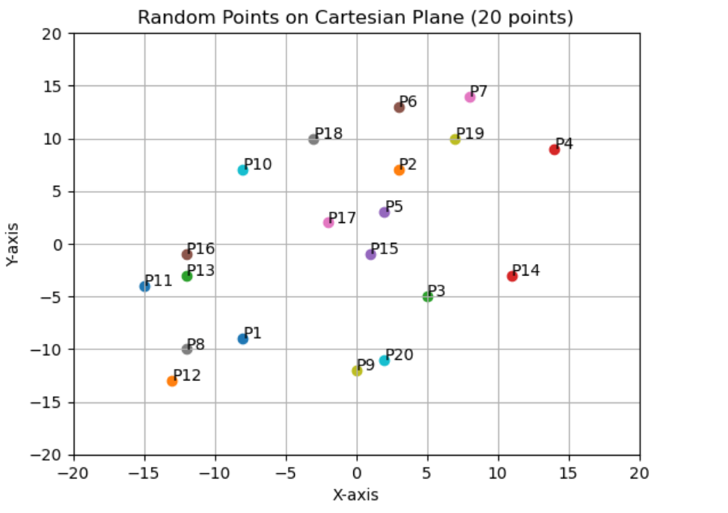 Random Points on Cartesian Plane (20 points)
20
15
10
5
0
−5
−10
−15
−20
Y-axis
P7
P6
P18
P19
P4
P10
P2
P5
P17
P16
P15
P13
P14
P11
P3
P1
P8
P20
P9
P12
−20
−15
−10
−5
0
5
10
15
20
X-axis